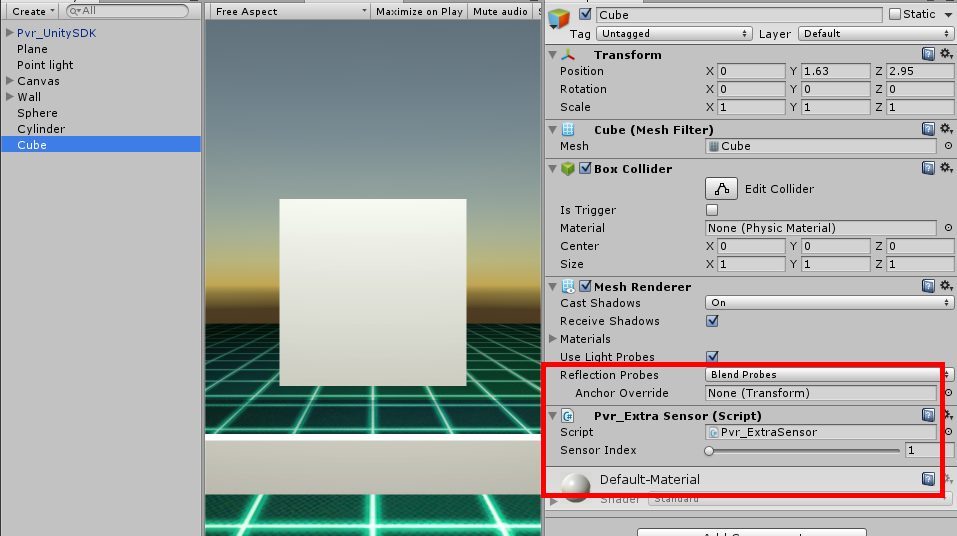 Create
All
Pvr_UnitySDK
Plane
Point light
Canvas
Wall
Sphere
Cylinder
Cube
Free Aspect Maximize on Play Mute audio S
Cube Static
Tag Untagged Layer Default
Transform
Position X 0 Y 1.63 Z 2.95
Rotation X 0 Y 0 Z 0
Scale X 1 Y 1 Z 1
Cube (Mesh Filter)
Mesh Cube
Box Collider
Edit Collider
Is Trigger
Material None (Physic Material)
Center X 0 Y 0 Z 0
Size X 1 Y 1 Z 1
Mesh Renderer
Cast Shadows On
Receive Shadows
Materials
Use Light Probes
Reflection Probes Blend Probes
Anchor Override None (Transform)
Pvr_Extra Sensor (Script)
Script Pvr_ExtraSensor
Sensor Index 1
Default-Material
Shader Standard